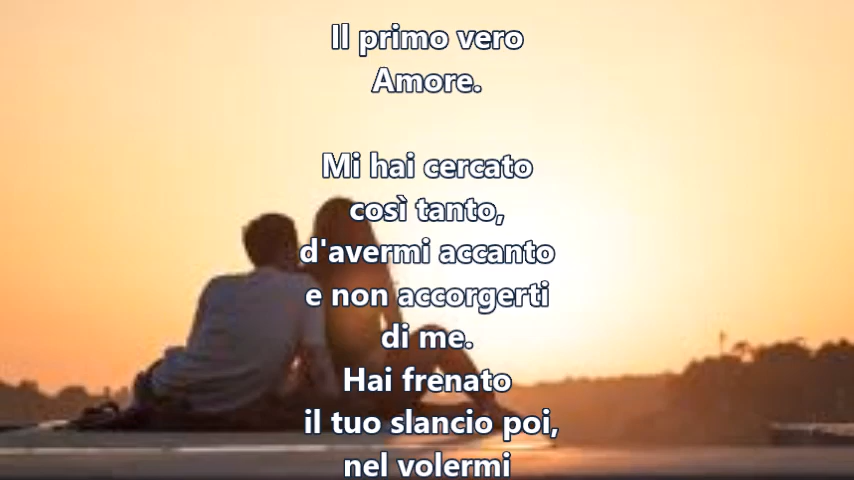 Il primo vero
Amore.
Mi hai cercato
così tanto,
d'avermi accanto
e non accorgerti
di me.
Hai frenato
il tuo slancio poi,
nel volermi